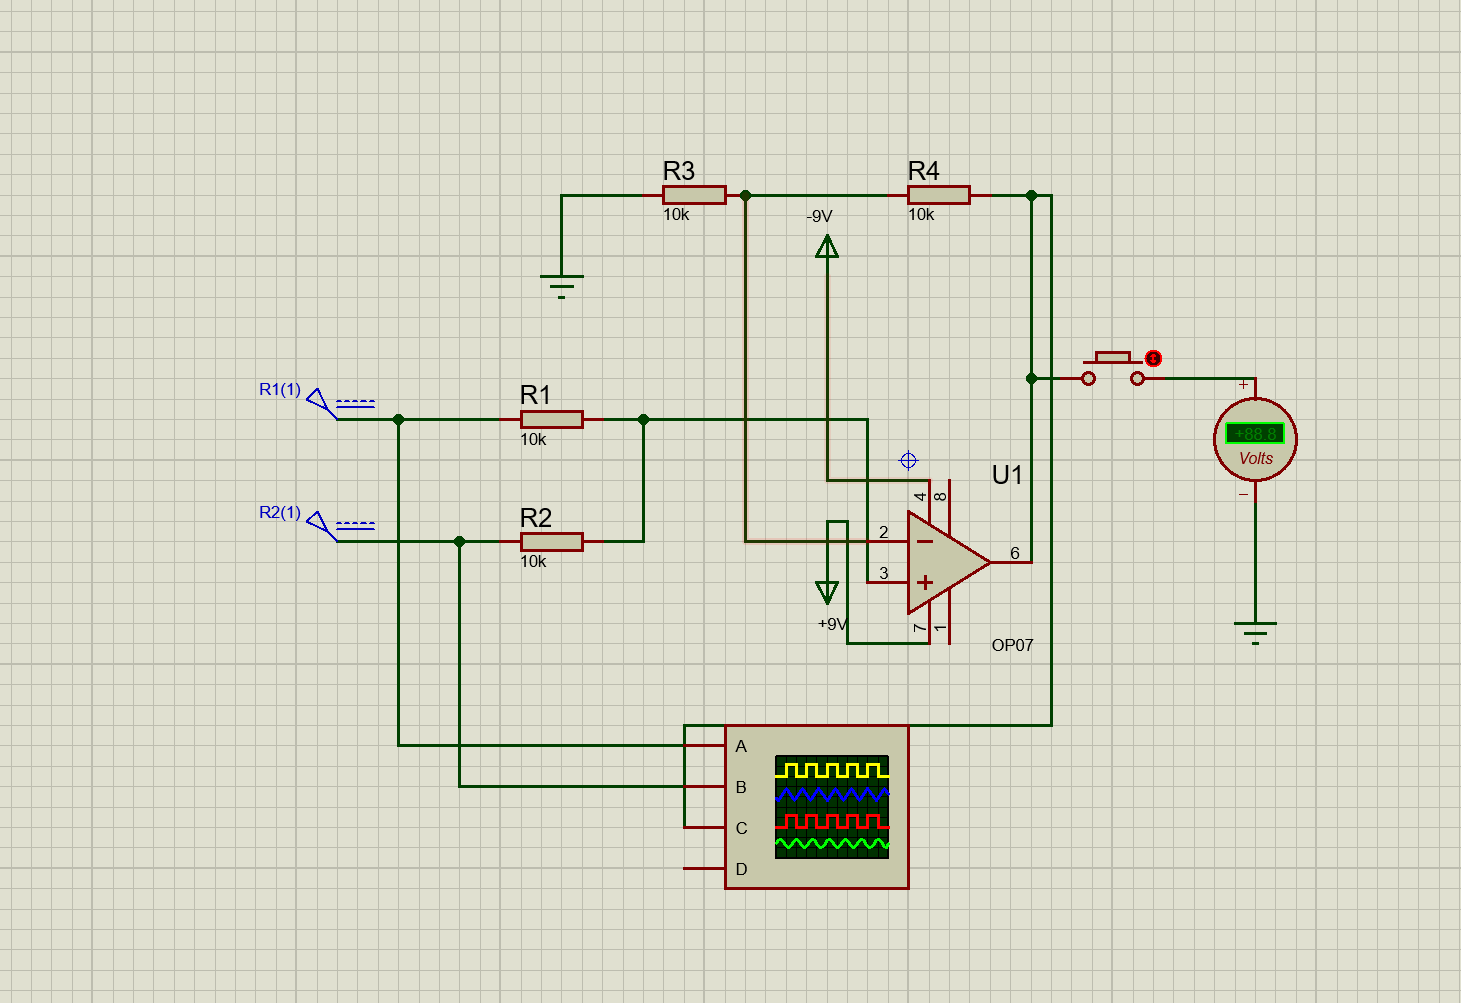 R3
10k
R4
10k
-9V
R1(1)
R1
10k
R2(1)
R2
10k
U1
4
8
2
3
6
7
1
+9V
OP07
+88.8
Volts
+
−
A
B
C
D